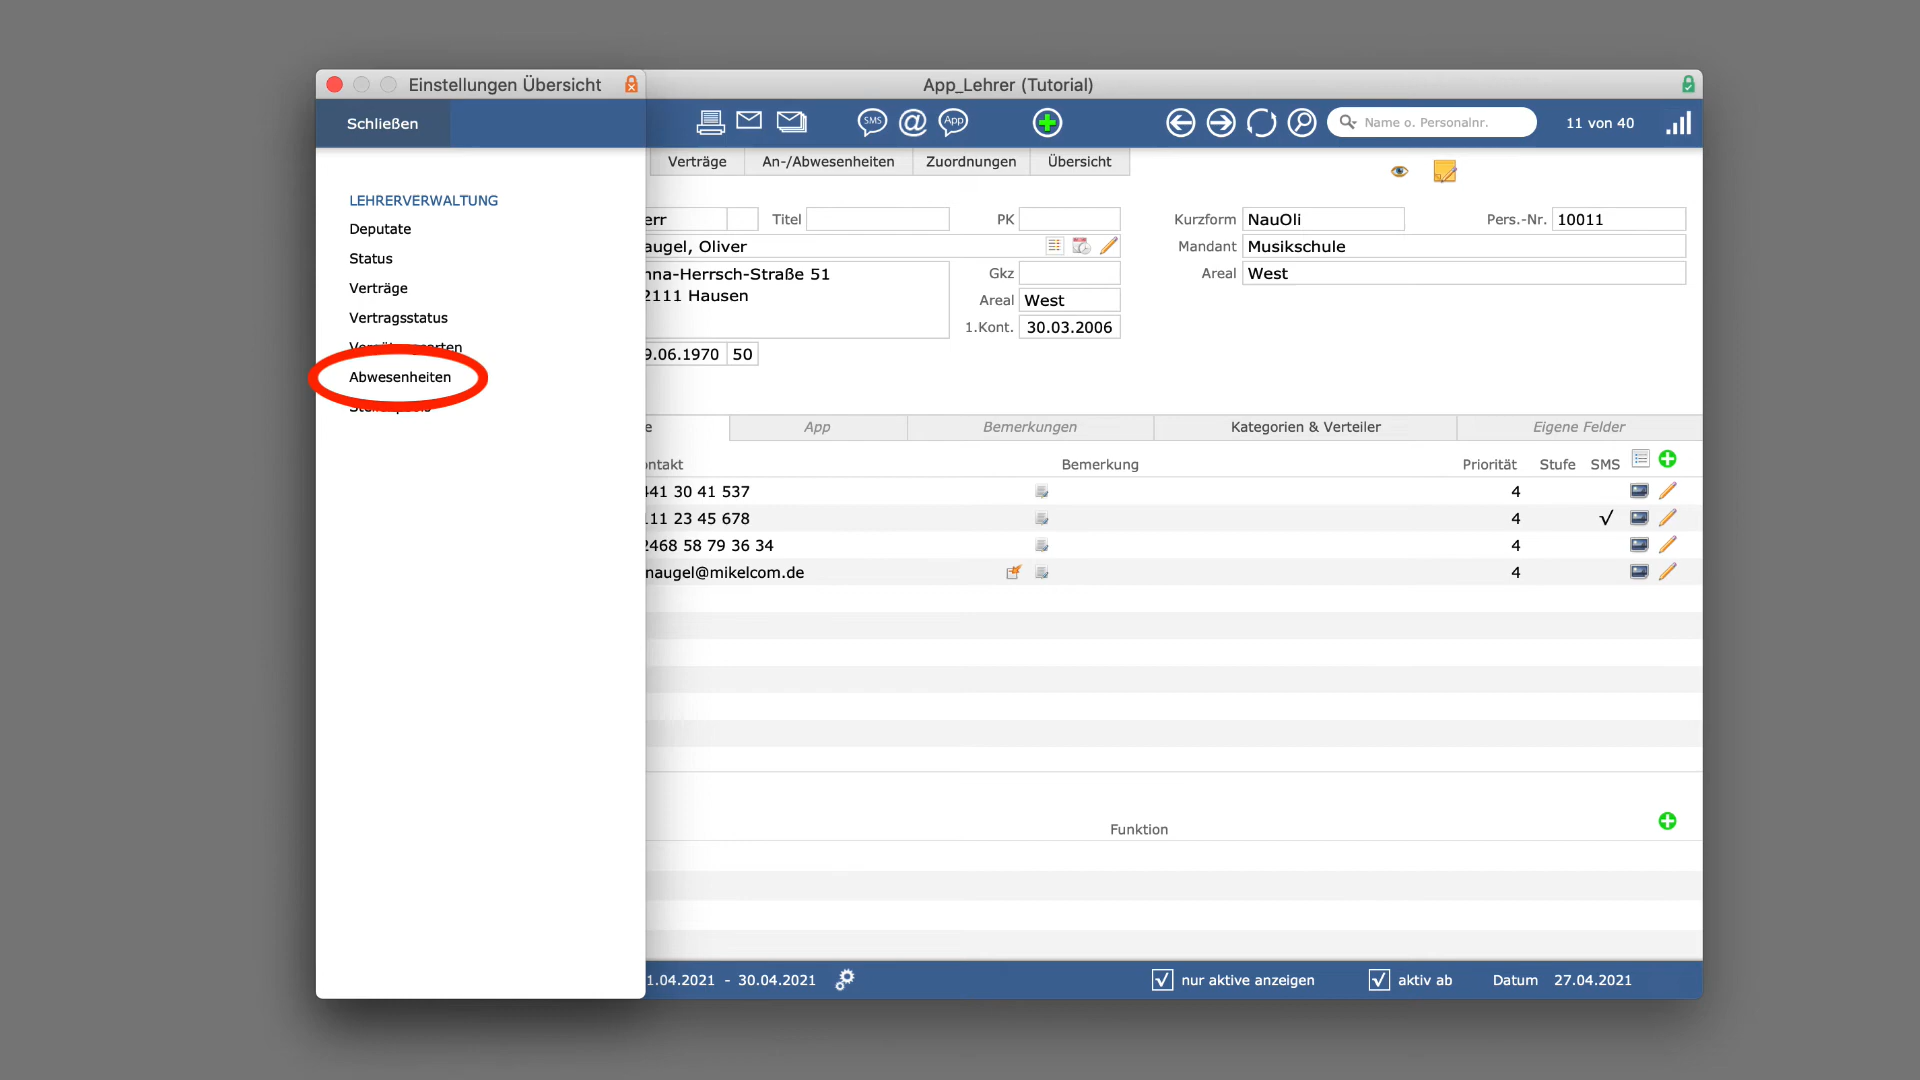 Einstellungen Übersicht
App_Lehrer (Tutorial)
Schließen
SMS
App
Name o. Personalnr.
11 von 40
Verträge
An-/Abwesenheiten
Zuordnungen
Übersicht
LEHRERVERWALTUNG
Deputate
Status
Verträge
Vertragsstatus
Abwesenheiten
err
Titel
PK
Kurzform
NauOli
Pers.-Nr.
10011
augel, Oliver
Mandant
Musikschule
nna-Herrsch-Straße 51
2111 Hausen
Gkz
Areal
West
Areal
West
1.Kont.
30.03.2006
9.06.1970
50
e
App
Bemerkungen
Kategorien & Verteiler
Eigene Felder
ontakt
Bemerkung
Priorität
Stufe
SMS
441 30 41 537
4
11 23 45 678
4
√
2468 58 79 36 34
4
naugel@mikelcom.de
4
Funktion
1.04.2021 - 30.04.2021
nur aktive anzeigen
aktiv ab
Datum
27.04.2021